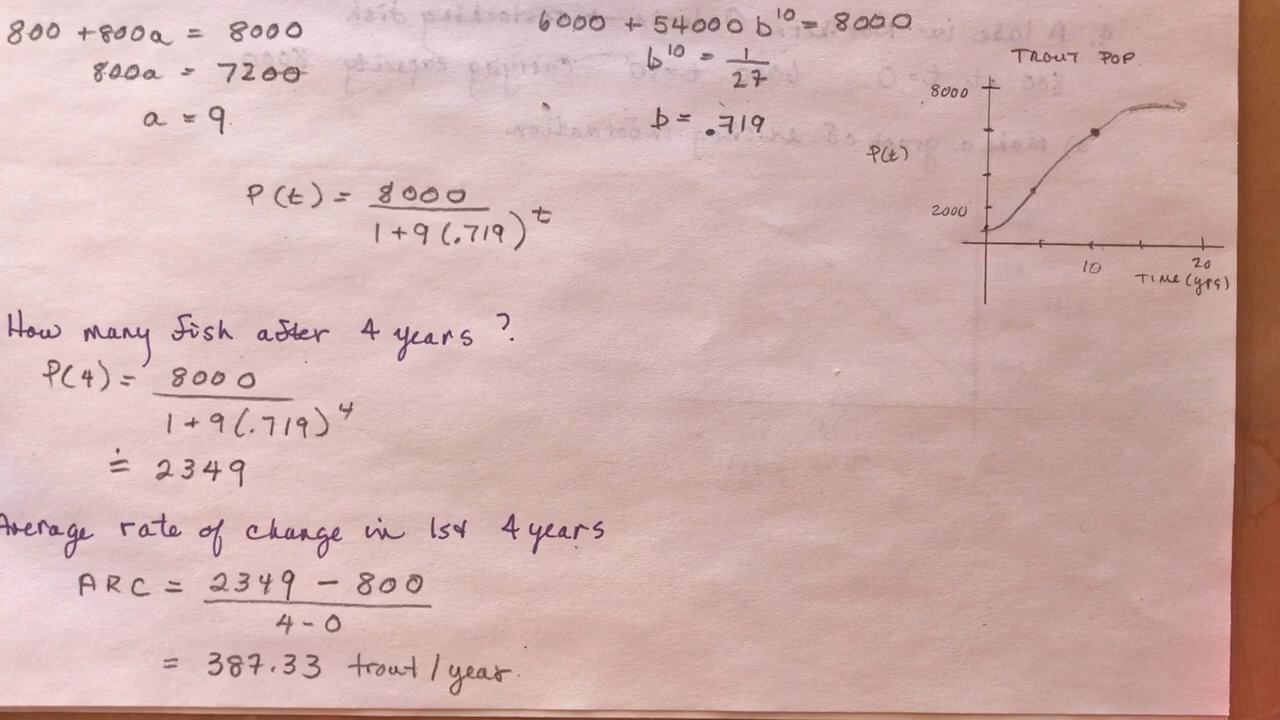 800 + 800a = 8000
800a = 7200
a = 9
6000 + 54000 b^10 = 8000
b^10 = 1/27
b = .719
TROUT POP.
8000
P(t)
2000
10
20
TIME (yrs)
P(t) = 8000 / 1 + 9(.719)^t
How many fish after 4 years?
P(4) = 8000 / 1 + 9(.719)^4
≐ 2349
Average rate of change in 1st 4 years
ARC = 2349 - 800 / 4 - 0
= 387.33 trout/year.